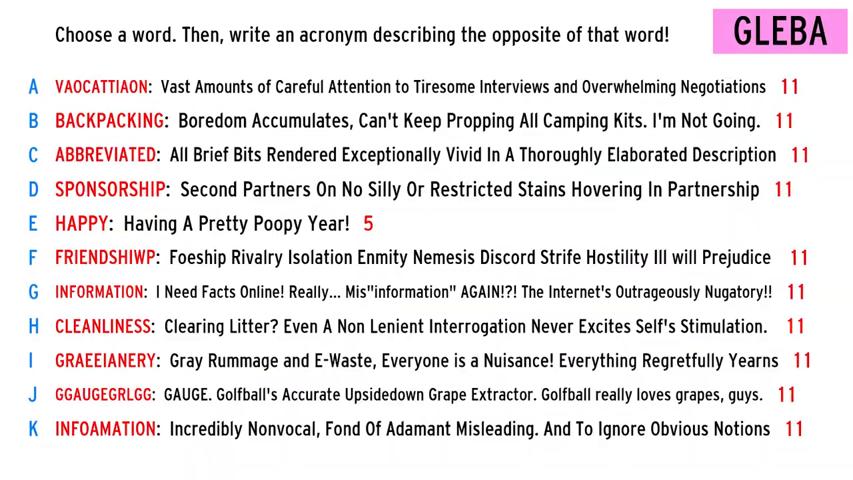 Choose a word. Then, write an acronym describing the opposite of that word!
GLEBA
A VAOCATTIAON: Vast Amounts of Careful Attention to Tiresome Interviews and Overwhelming Negotiations 11
B BACKPACKING: Boredom Accumulates, Can't Keep Propping All Camping Kits. I'm Not Going. 11
C ABBREVIATED: All Brief Bits Rendered Exceptionally Vivid In A Thoroughly Elaborated Description 11
D SPONSORSHIP: Second Partners On No Silly Or Restricted Stains Hovering In Partnership 11
E HAPPY: Having A Pretty Poopy Year! 5
F FRIENDSHIWP: Foeship Rivalry Isolation Enmity Nemesis Discord Strife Hostility Ill will Prejudice 11
G INFORMATION: I Need Facts Online! Really... Mis"information" AGAIN!?! The Internet's Outrageously Nugatory!! 11
H CLEANLINESS: Clearing Litter? Even A Non Lenient Interrogation Never Excites Self's Stimulation. 11
I GRAEEIANERY: Gray Rummage and E-Waste, Everyone is a Nuisance! Everything Regretfully Yearns 11
J GGAUGEGRLGG: GAUGE. Golfball's Accurate Upsidedown Grape Extractor. Golfball really loves grapes, guys. 11
K INFOAMATION: Incredibly Nonvocal, Fond Of Adamant Misleading. And To Ignore Obvious Notions 11